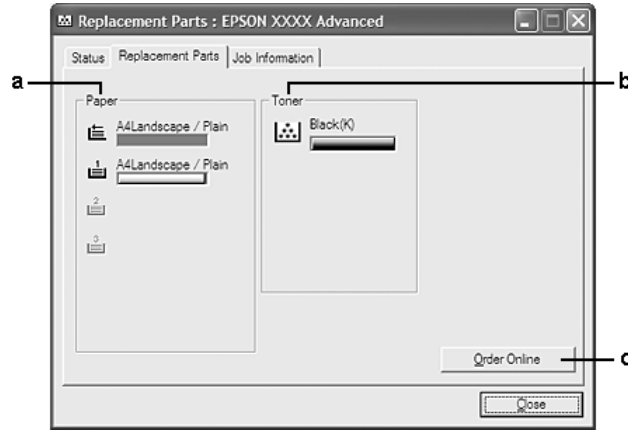 Replacement Parts : EPSON XXXX Advanced
Status Replacement Parts Job Information
a b
Paper Toner
A4Landscape / Plain Black(K)
1 A4Landscape / Plain
2
3
Order Online c
Close